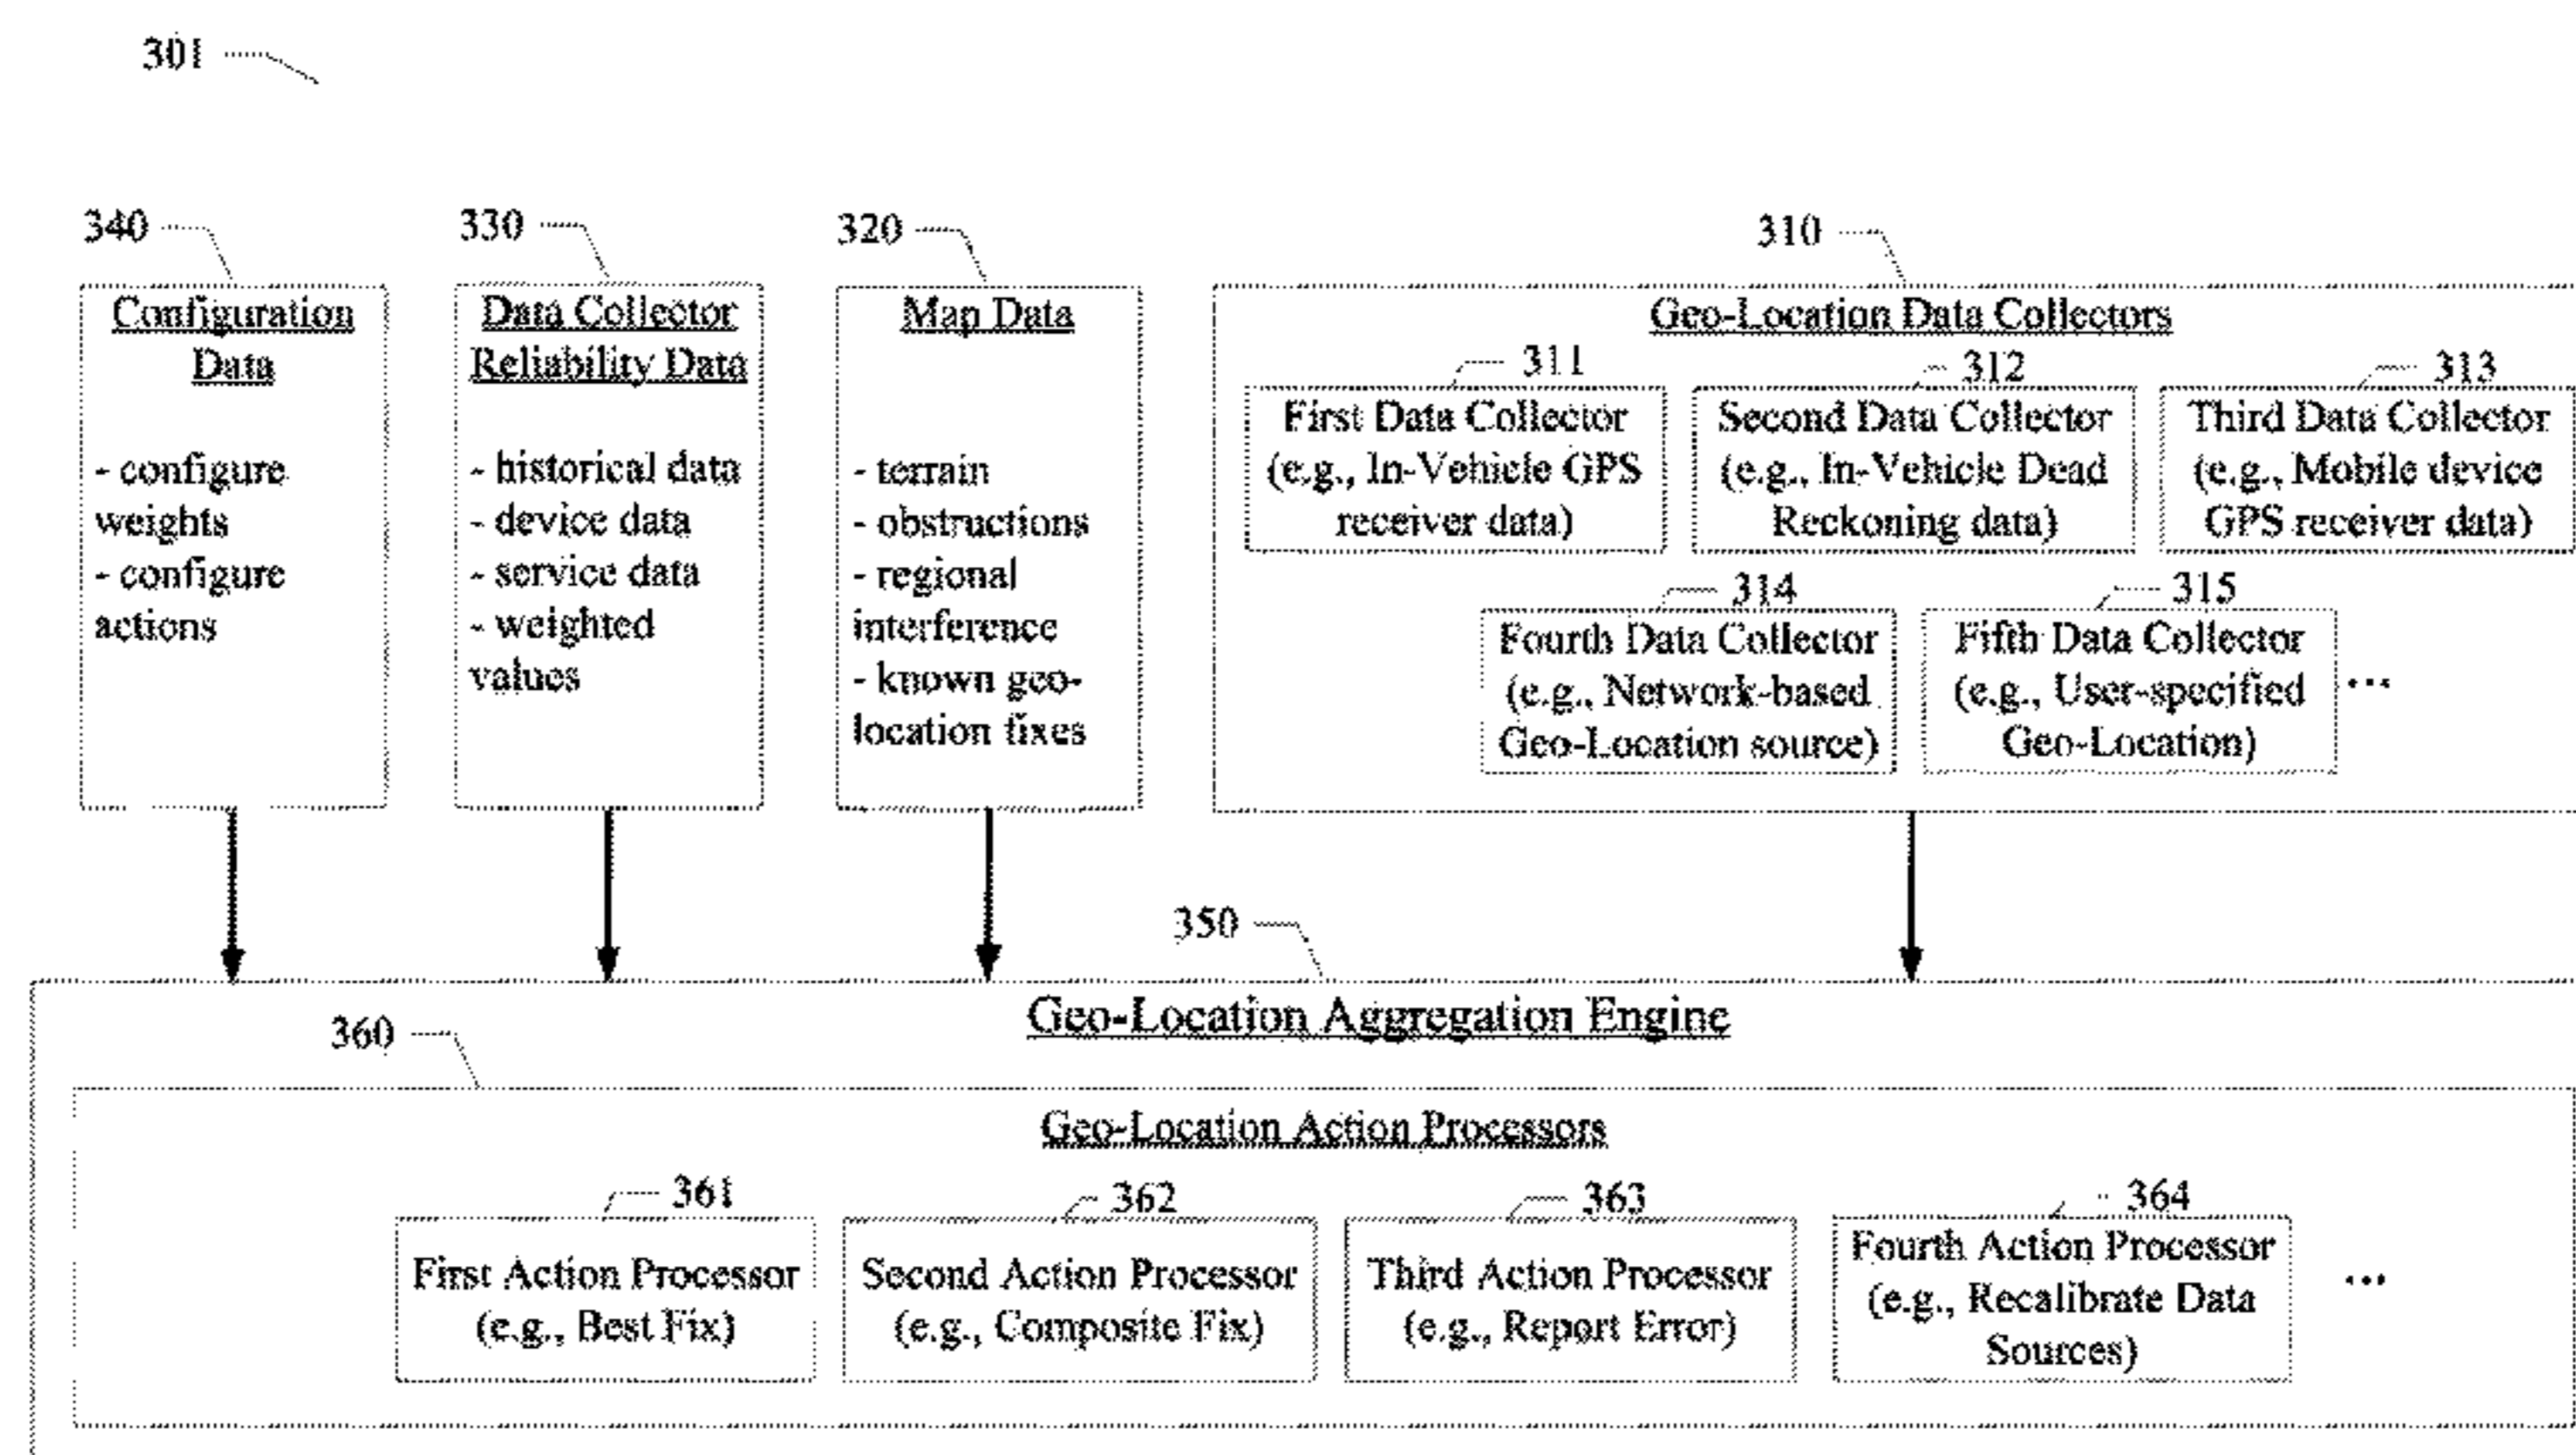 301
340
330
320
310
Configuration
Data
- configure
weights
- configure
actions
Data Collector
Reliability Data
- historical data
- device data
- service data
- weighted
values
Map Data
- terrain
- obstructions
- regional
interference
- known geo-
location fixes
Geo-Location Data Collectors
311
First Data Collector
(e.g., In-Vehicle GPS
receiver data)
312
Second Data Collector
(e.g., In-Vehicle Dead
Reckoning data)
313
Third Data Collector
(e.g., Mobile device
GPS receiver data)
314
Fourth Data Collector
(e.g., Network-based
Geo-Location source)
315
Fifth Data Collector
(e.g., User-specified
Geo-Location)
...
350
Geo-Location Aggregation Engine
360
Geo-Location Action Processors
361
First Action Processor
(e.g., Best Fix)
362
Second Action Processor
(e.g., Composite Fix)
363
Third Action Processor
(e.g., Report Error)
364
Fourth Action Processor
(e.g., Recalibrate Data
Sources)
...